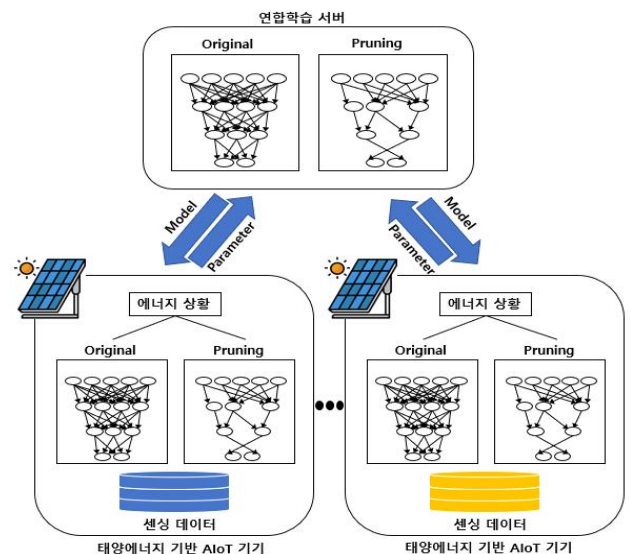 연합학습 서버
Original Pruning
Model Parameter
Model Parameter
에너지 상황 에너지 상황
Original Pruning Original Pruning
센싱 데이터 센싱 데이터
태양에너지 기반 AIoT 기기 태양에너지 기반 AIoT 기기